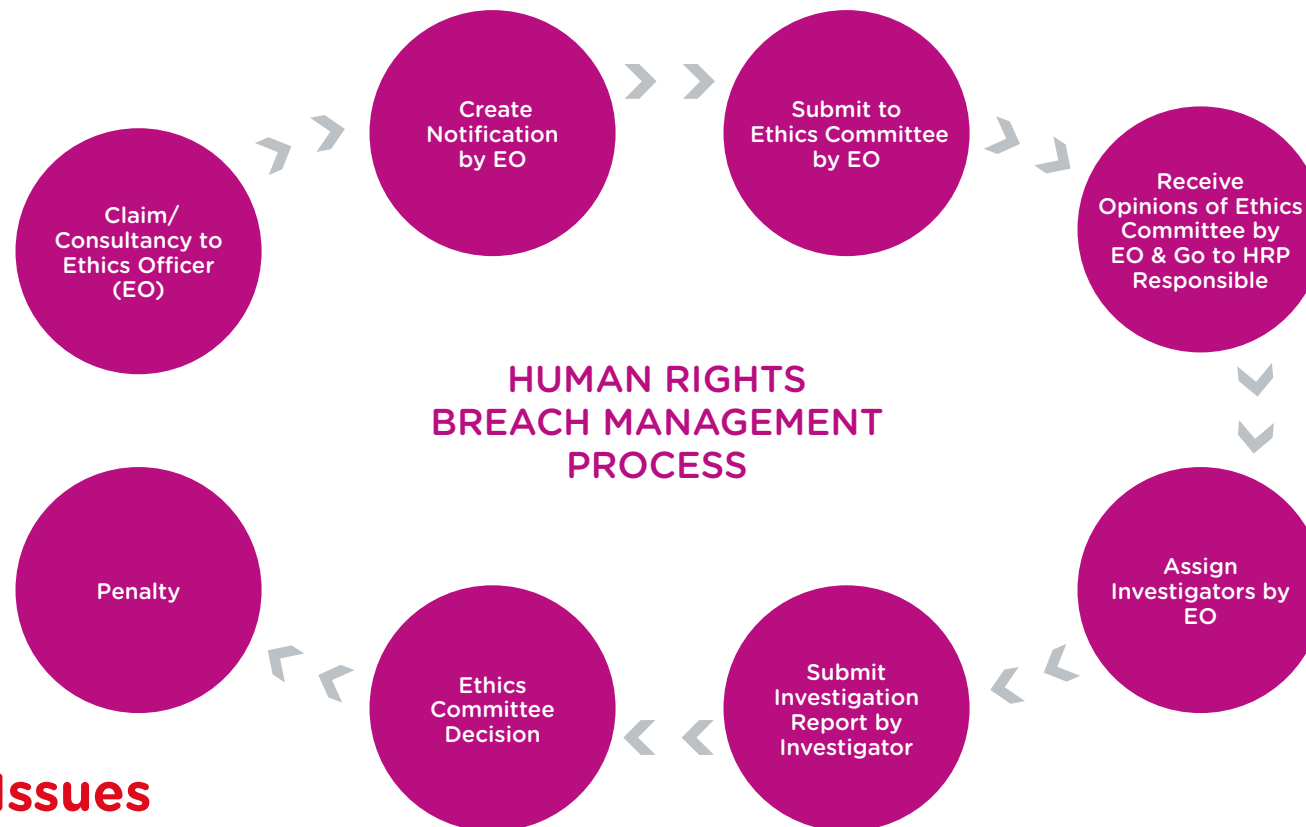 Claim/
Consultancy to
Ethics Officer
(EO)
Create
Notification
by EO
Submit to
Ethics Committee
by EO
Receive
Opinions of Ethics
Committee by
EO & Go to HRP
Responsible
HUMAN RIGHTS
BREACH MANAGEMENT
PROCESS
Assign
Investigators by
EO
Submit
Investigation
Report by
Investigator
Ethics
Committee
Decision
Penalty
Issues